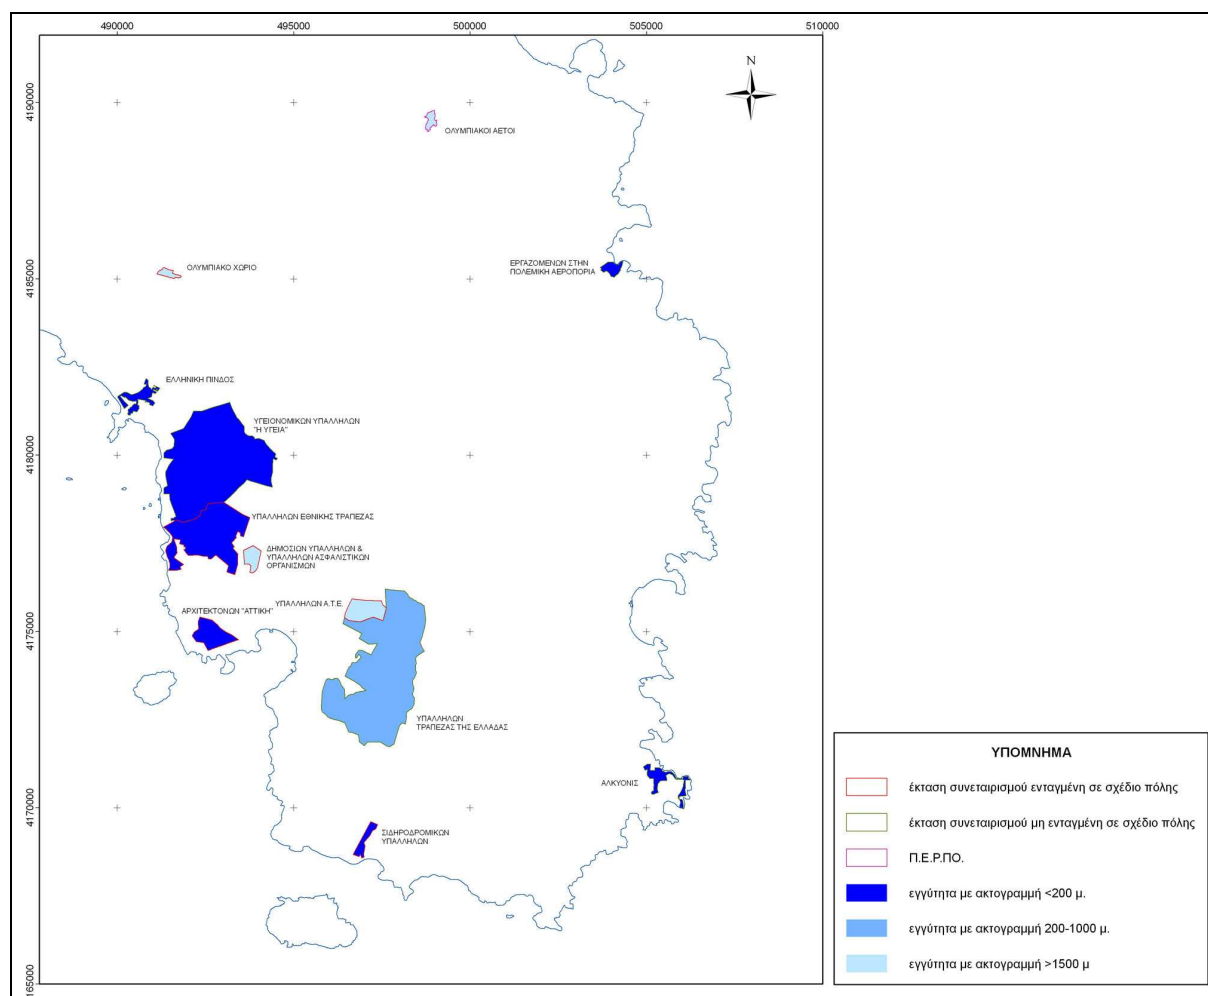 490000
495000
500000
505000
510000
N
4190000
ΟΛΥΜΠΙΑΚΟΙ ΑΕΤΟΙ
4185000
ΟΛΥΜΠΙΑΚΟ ΧΩΡΙΟ
ΕΡΓΑΖΟΜΕΝΩΝ ΣΤΗΝ
ΠΟΛΕΜΙΚΗ ΑΕΡΟΠΟΡΙΑ
ΕΛΛΗΝΙΚΗ ΠΙΝΔΟΣ
ΥΓΕΙΟΝΟΜΙΚΩΝ ΥΠΑΛΛΗΛΩΝ
"Η ΥΓΕΙΑ"
4180000
ΥΠΑΛΛΗΛΩΝ ΕΘΝΙΚΗΣ ΤΡΑΠΕΖΑΣ
ΔΗΜΟΣΙΩΝ ΥΠΑΛΛΗΛΩΝ &
ΥΠΑΛΛΗΛΩΝ ΑΣΦΑΛΙΣΤΙΚΩΝ
ΟΡΓΑΝΙΣΜΩΝ
ΥΠΑΛΛΗΛΩΝ Α.Τ.Ε.
ΑΡΧΙΤΕΚΤΟΝΩΝ "ΑΤΤΙΚΗ"
4175000
ΥΠΑΛΛΗΛΩΝ
ΤΡΑΠΕΖΑΣ ΤΗΣ ΕΛΛΑΔΑΣ
ΑΛΚΥΟΝΙΣ
4170000
ΣΙΔΗΡΟΔΡΟΜΙΚΩΝ
ΥΠΑΛΛΗΛΩΝ
4165000
ΥΠΟΜΝΗΜΑ
έκταση συνεταιρισμού ενταγμένη σε σχέδιο πόλης
έκταση συνεταιρισμού μη ενταγμένη σε σχέδιο πόλης
Π.Ε.Ρ.ΠΟ.
εγγύτητα με ακτογραμμή <200 μ.
εγγύτητα με ακτογραμμή 200-1000 μ.
εγγύτητα με ακτογραμμή >1500 μ